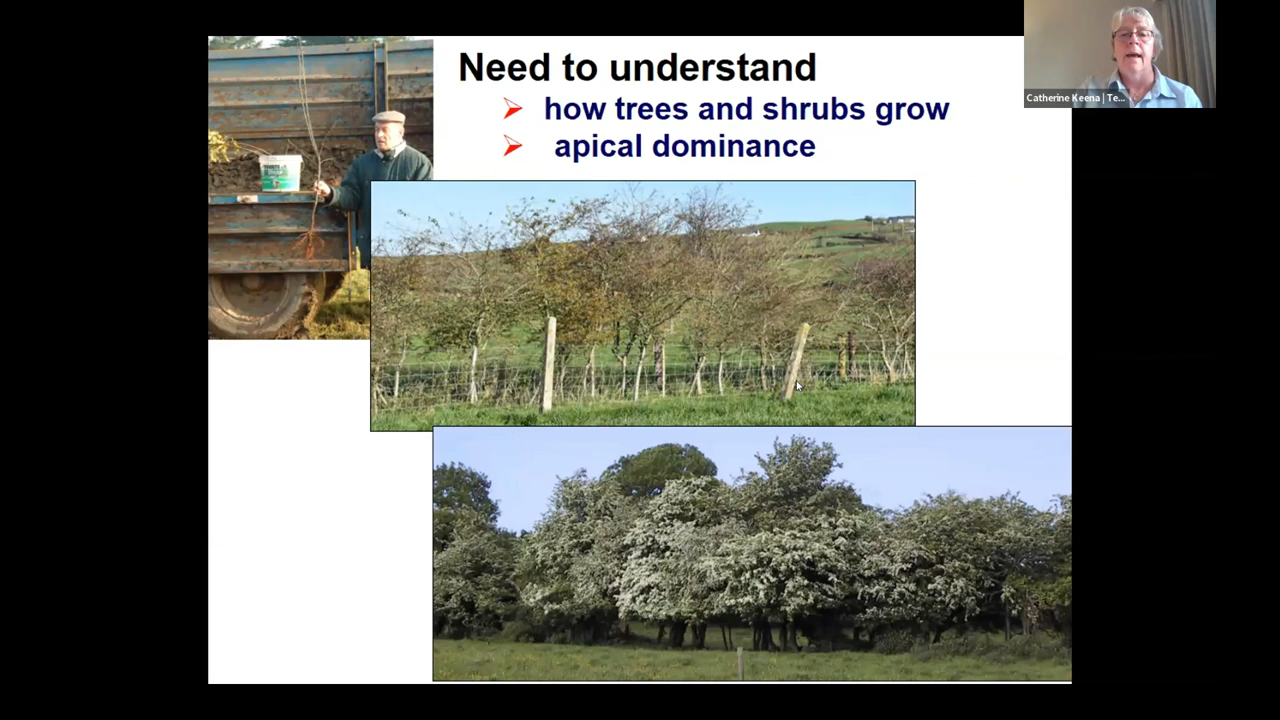 Need to understand
➢ how trees and shrubs grow
➢ apical dominance
Catherine Keena | Te...